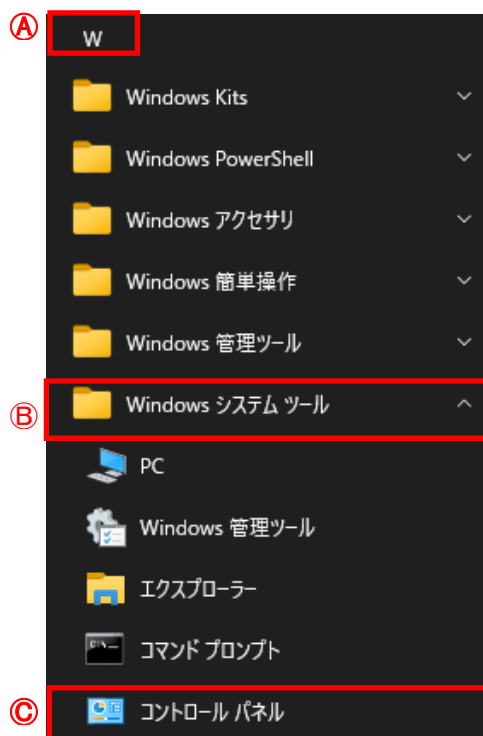 Ⓐ W
Windows Kits
Windows PowerShell
Windows アクセサリ
Windows 簡単操作
Windows 管理ツール
Ⓑ Windows システム ツール
PC
Windows 管理ツール
エクスプローラー
コマンド プロンプト
Ⓒ コントロール パネル